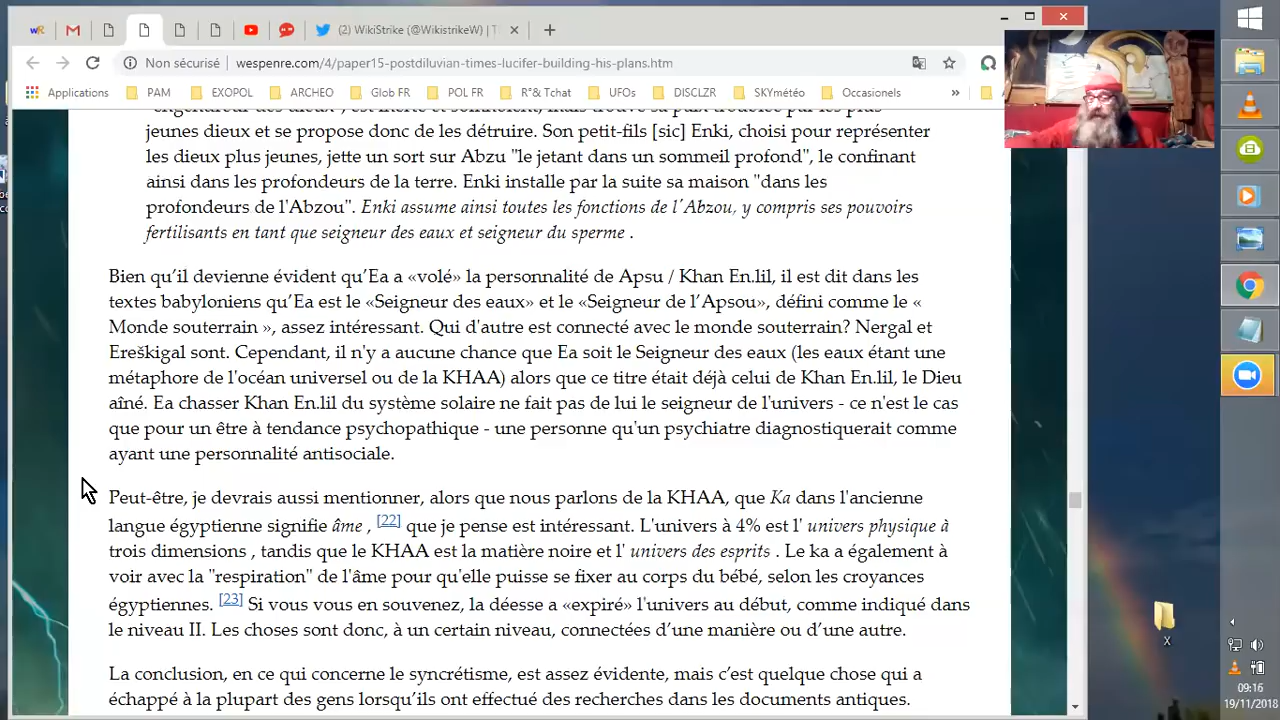 (2) WikiStrike (@WikistrikeW) | T
Non sécurisé
wespenre.com/4/paper13-postdiluvian-times-lucifer-building-his-plans.htm
Applications
PAM
EXOPOL
ARCHEO
POL FR
DISCLZR
SKYmétéo
Occasionels
»
jeunes dieux et se propose donc de les détruire. Son petit-fils [sic] Enki, choisi pour représenter
les dieux plus jeunes, jette un sort sur Abzu "le jetant dans un sommeil profond", le confinant
ainsi dans les profondeurs de la terre. Enki installe par la suite sa maison "dans les
profondeurs de l'Abzou". Enki assume ainsi toutes les fonctions de l'Abzou, y compris ses pouvoirs
fertilisants en tant que seigneur des eaux et seigneur du sperme .
Bien qu’il devienne évident qu’Ea a «volé» la personnalité de Apsu / Khan En.lil, il est dit dans les
textes babyloniens qu’Ea est le «Seigneur des eaux» et le «Seigneur de l’Apsou», défini comme le «
Monde souterrain », assez intéressant. Qui d'autre est connecté avec le monde souterrain? Nergal et
Ereškigal sont. Cependant, il n'y a aucune chance que Ea soit le Seigneur des eaux (les eaux étant une
métaphore de l'océan universel ou de la KHAA) alors que ce titre était déjà celui de Khan En.lil, le Dieu
aîné. Ea chasser Khan En.lil du système solaire ne fait pas de lui le seigneur de l'univers - ce n'est le cas
que pour un être à tendance psychopathique - une personne qu'un psychiatre diagnostiquerait comme
ayant une personnalité antisociale.
Peut-être, je devrais aussi mentionner, alors que nous parlons de la KHAA, que Ka dans l'ancienne
langue égyptienne signifie âme , [22] que je pense est intéressant. L'univers à 4% est l' univers physique à
trois dimensions , tandis que le KHAA est la matière noire et l' univers des esprits . Le ka a également à
voir avec la "respiration" de l'âme pour qu'elle puisse se fixer au corps du bébé, selon les croyances
égyptiennes. [23] Si vous vous en souvenez, la déesse a «expiré» l'univers au début, comme indiqué dans
le niveau II. Les choses sont donc, à un certain niveau, connectées d’une manière ou d’une autre.
La conclusion, en ce qui concerne le syncrétisme, est assez évidente, mais c’est quelque chose qui a
échappé à la plupart des gens lorsqu’ils ont effectué des recherches dans les documents antiques.
X
09:16
19/11/2018